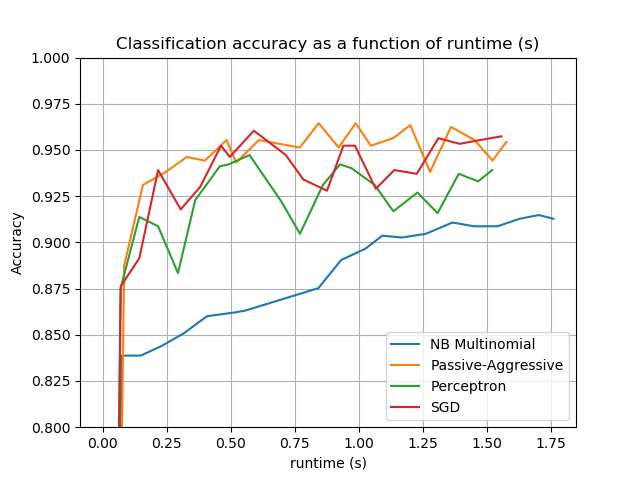 Classification accuracy as a function of runtime (s)
1.000
0.975
0.950
0.925
0.900
0.875
0.850
0.825
0.800
Accuracy
0.00 0.25 0.50 0.75 1.00 1.25 1.50 1.75
runtime (s)
NB Multinomial
Passive-Aggressive
Perceptron
SGD